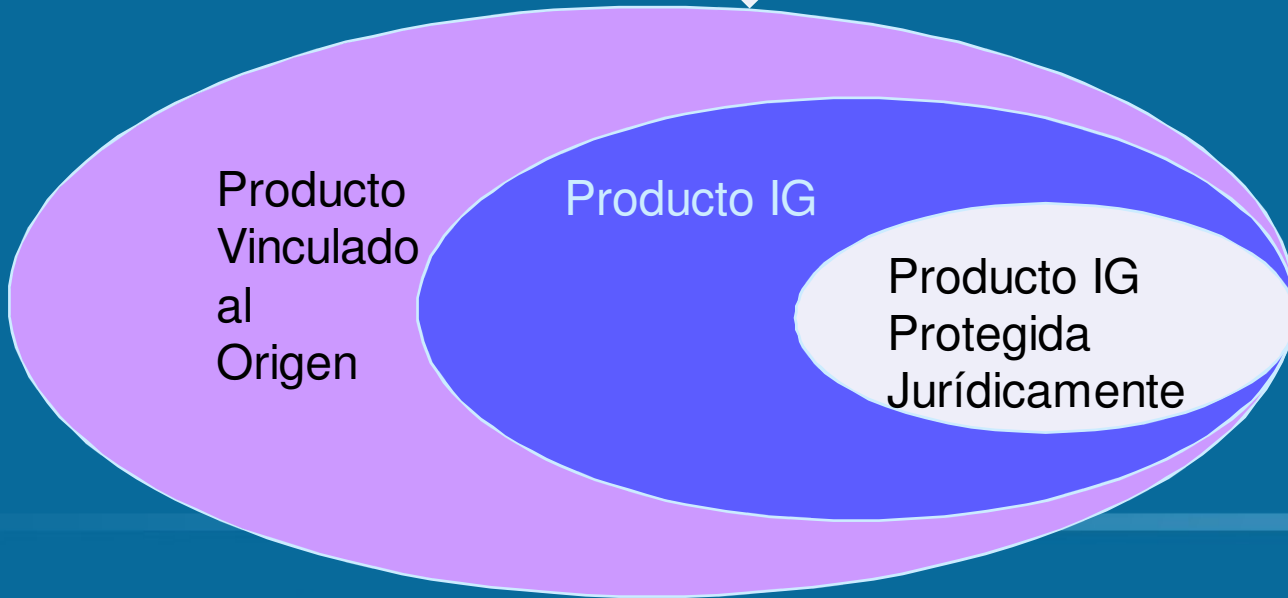 Producto
Vinculado
al
Origen
Producto IG
Producto IG
Protegida
Jurídicamente